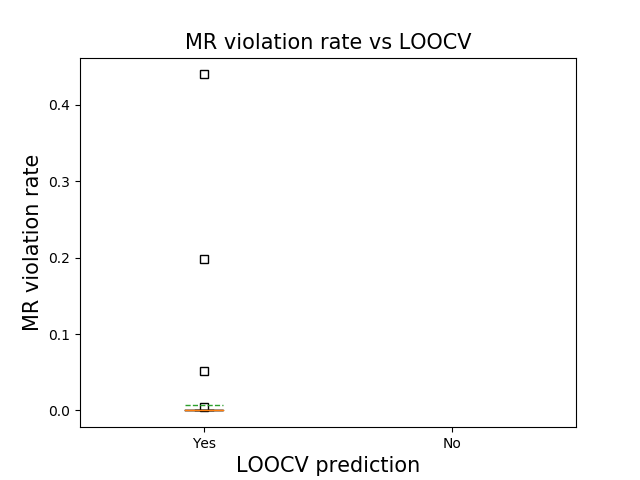 MR violation rate vs LOOCV
MR violation rate
0.4
0.3
0.2
0.1
0.0
Yes
No
LOOCV prediction